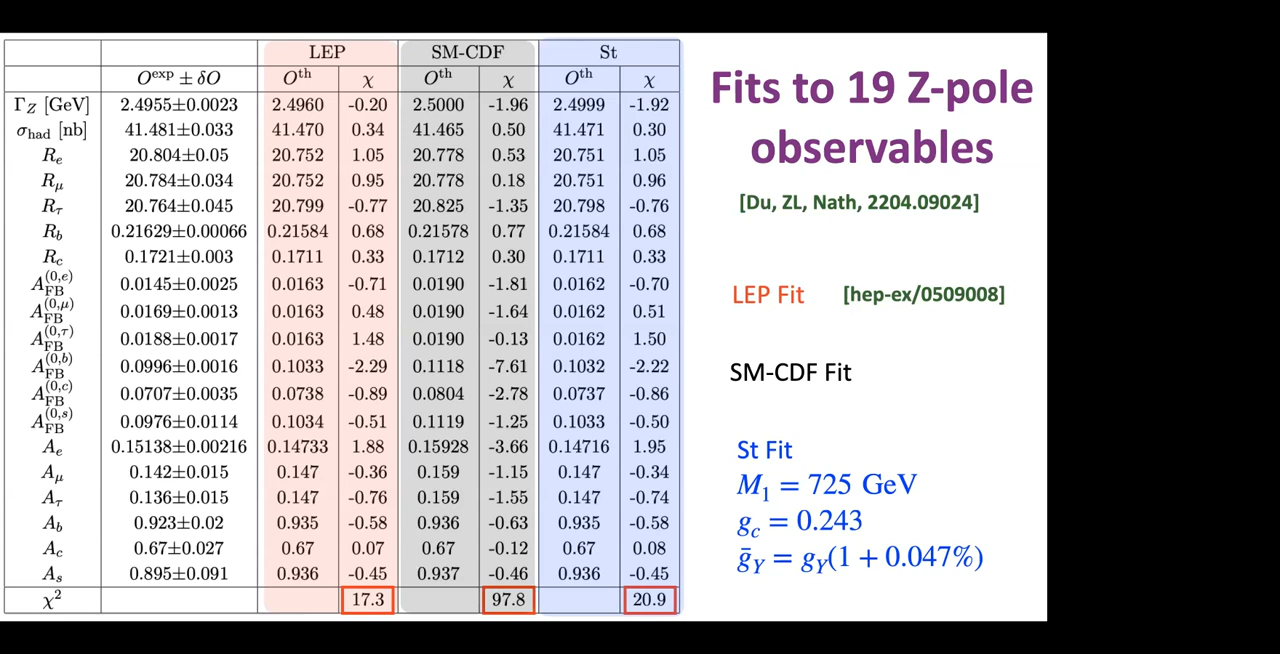 LEP SM-CDF St
O^exp ± δO O^th χ O^th χ O^th χ
Γ_Z [GeV] 2.4955±0.0023 2.4960 -0.20 2.5000 -1.96 2.4999 -1.92
σ_had [nb] 41.481±0.033 41.470 0.34 41.465 0.50 41.471 0.30
R_e 20.804±0.05 20.752 1.05 20.778 0.53 20.751 1.05
R_μ 20.784±0.034 20.752 0.95 20.778 0.18 20.751 0.96
R_τ 20.764±0.045 20.799 -0.77 20.825 -1.35 20.798 -0.76
R_b 0.21629±0.00066 0.21584 0.68 0.21578 0.77 0.21584 0.68
R_c 0.1721±0.003 0.1711 0.33 0.1712 0.30 0.1711 0.33
A_FB^(0,e) 0.0145±0.0025 0.0163 -0.71 0.0190 -1.81 0.0162 -0.70
A_FB^(0,μ) 0.0169±0.0013 0.0163 0.48 0.0190 -1.64 0.0162 0.51
A_FB^(0,τ) 0.0188±0.0017 0.0163 1.48 0.0190 -0.13 0.0162 1.50
A_FB^(0,b) 0.0996±0.0016 0.1033 -2.29 0.1118 -7.61 0.1032 -2.22
A_FB^(0,c) 0.0707±0.0035 0.0738 -0.89 0.0804 -2.78 0.0737 -0.86
A_FB^(0,s) 0.0976±0.0114 0.1034 -0.51 0.1119 -1.25 0.1033 -0.50
A_e 0.15138±0.00216 0.14733 1.88 0.15928 -3.66 0.14716 1.95
A_μ 0.142±0.015 0.147 -0.36 0.159 -1.15 0.147 -0.34
A_τ 0.136±0.015 0.147 -0.76 0.159 -1.55 0.147 -0.74
A_b 0.923±0.02 0.935 -0.58 0.936 -0.63 0.935 -0.58
A_c 0.67±0.027 0.67 0.07 0.67 -0.12 0.67 0.08
A_s 0.895±0.091 0.936 -0.45 0.937 -0.46 0.936 -0.45
χ² 17.3 97.8 20.9
Fits to 19 Z-pole
observables
[Du, ZL, Nath, 2204.09024]
LEP Fit [hep-ex/0509008]
SM-CDF Fit
St Fit
M_1 = 725 GeV
g_c = 0.243
ḡ_Y = g_Y(1 + 0.047%)